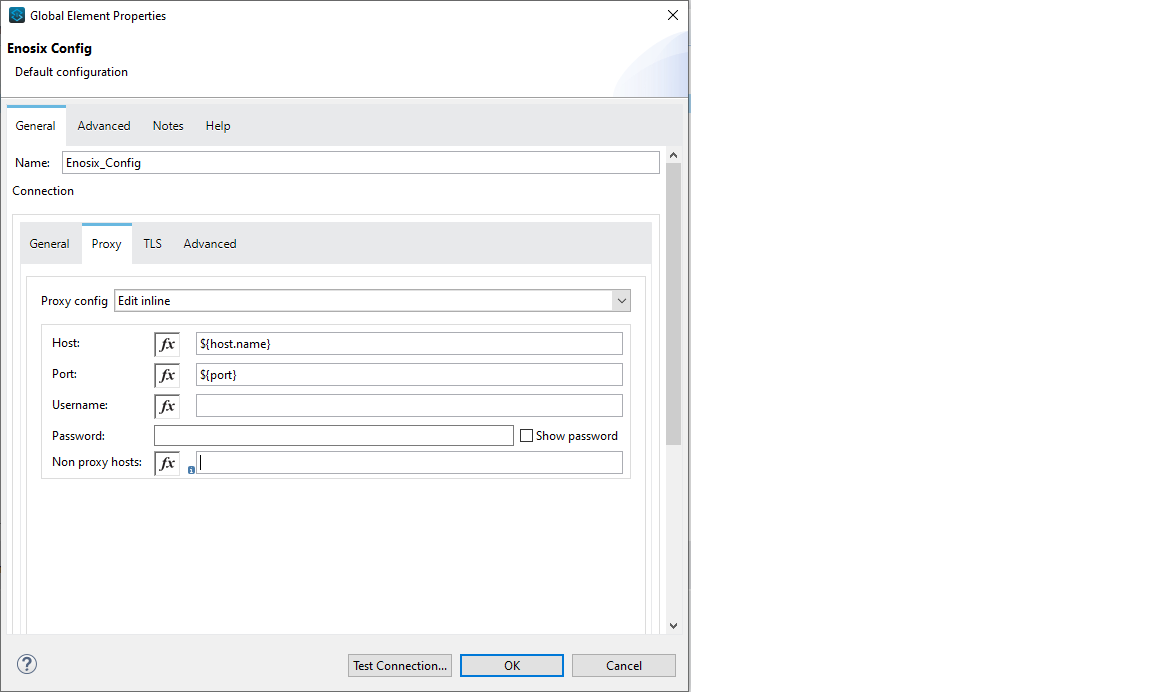 Global Element Properties
Enosix Config
Default configuration
General Advanced Notes Help
Name: Enosix_Config
Connection
General Proxy TLS Advanced
Proxy config Edit inline
Host: fx ${host.name}
Port: fx ${port}
Username: fx
Password: Show password
Non proxy hosts: fx
Test Connection... OK Cancel